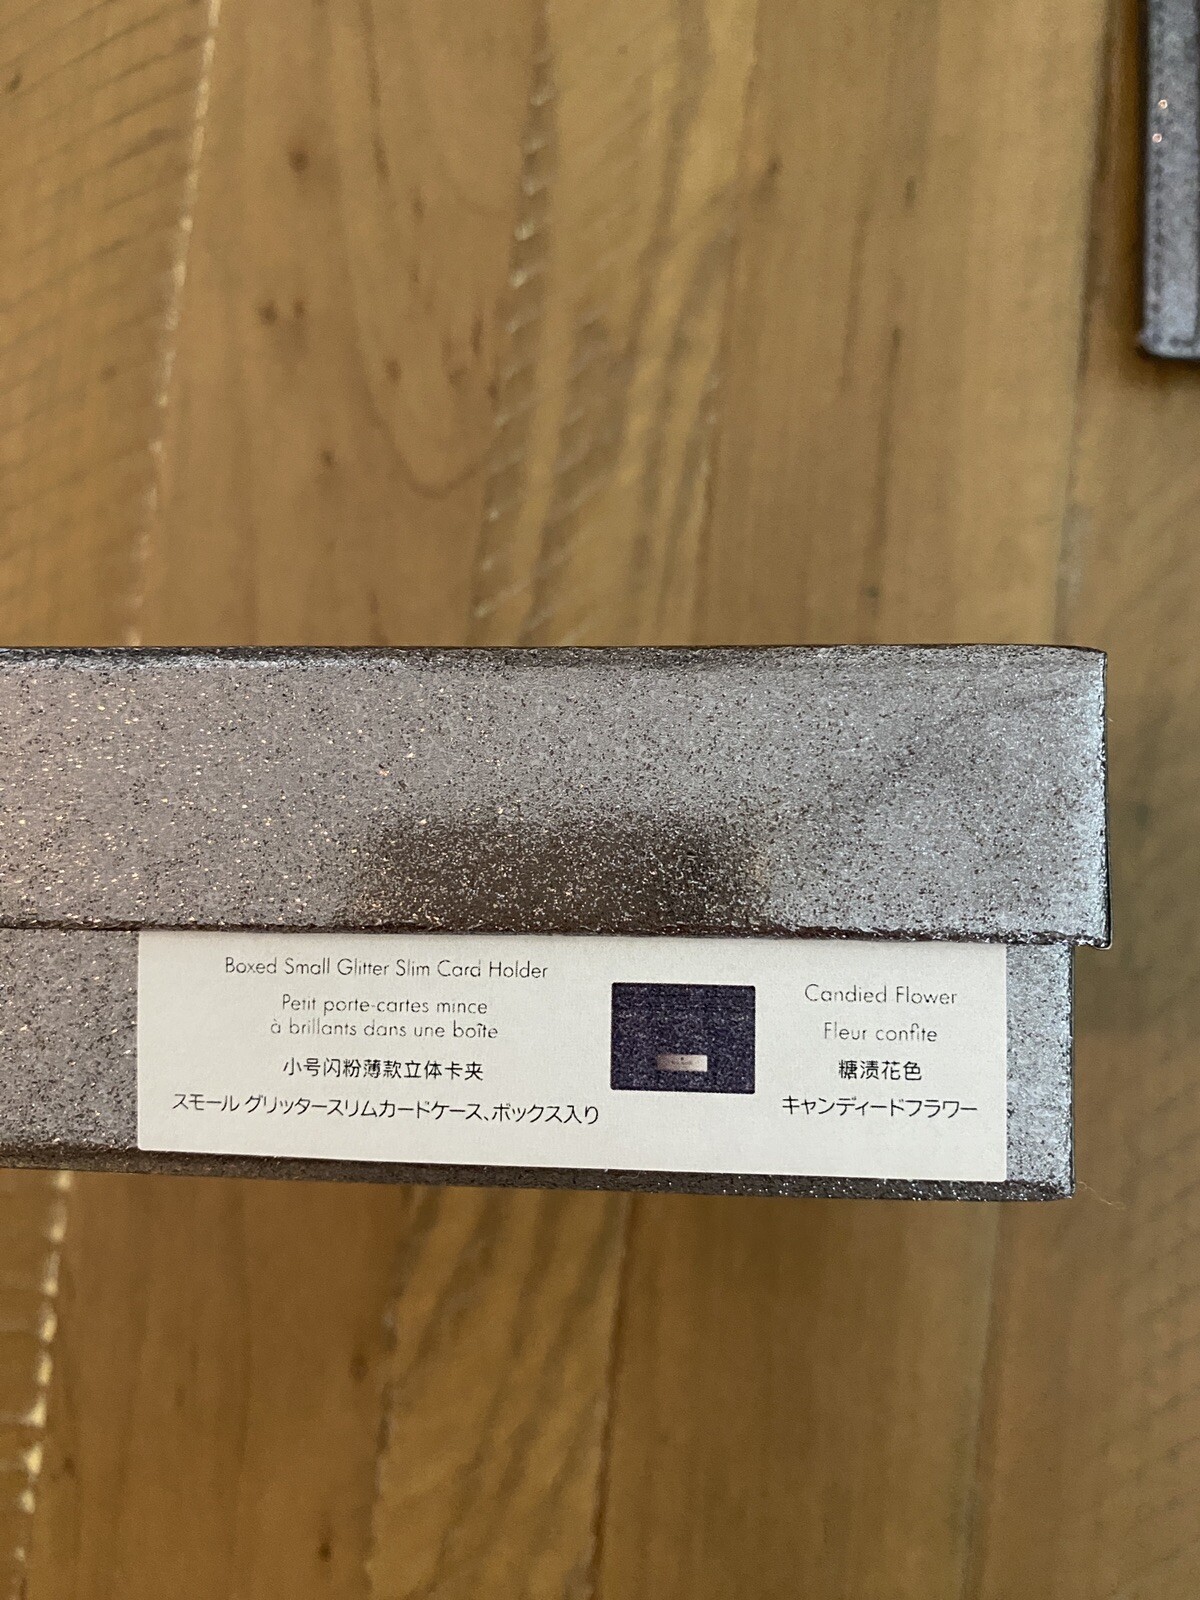 Boxed Small Glitter Slim Card Holder
Petit porte-cartes mince
à brillants dans une boîte
小号闪粉薄款立体卡夹
スモール グリッタースリムカードケース、ボックス入り
Candied Flower
Fleur confite
糖渍花色
キャンディードフラワー